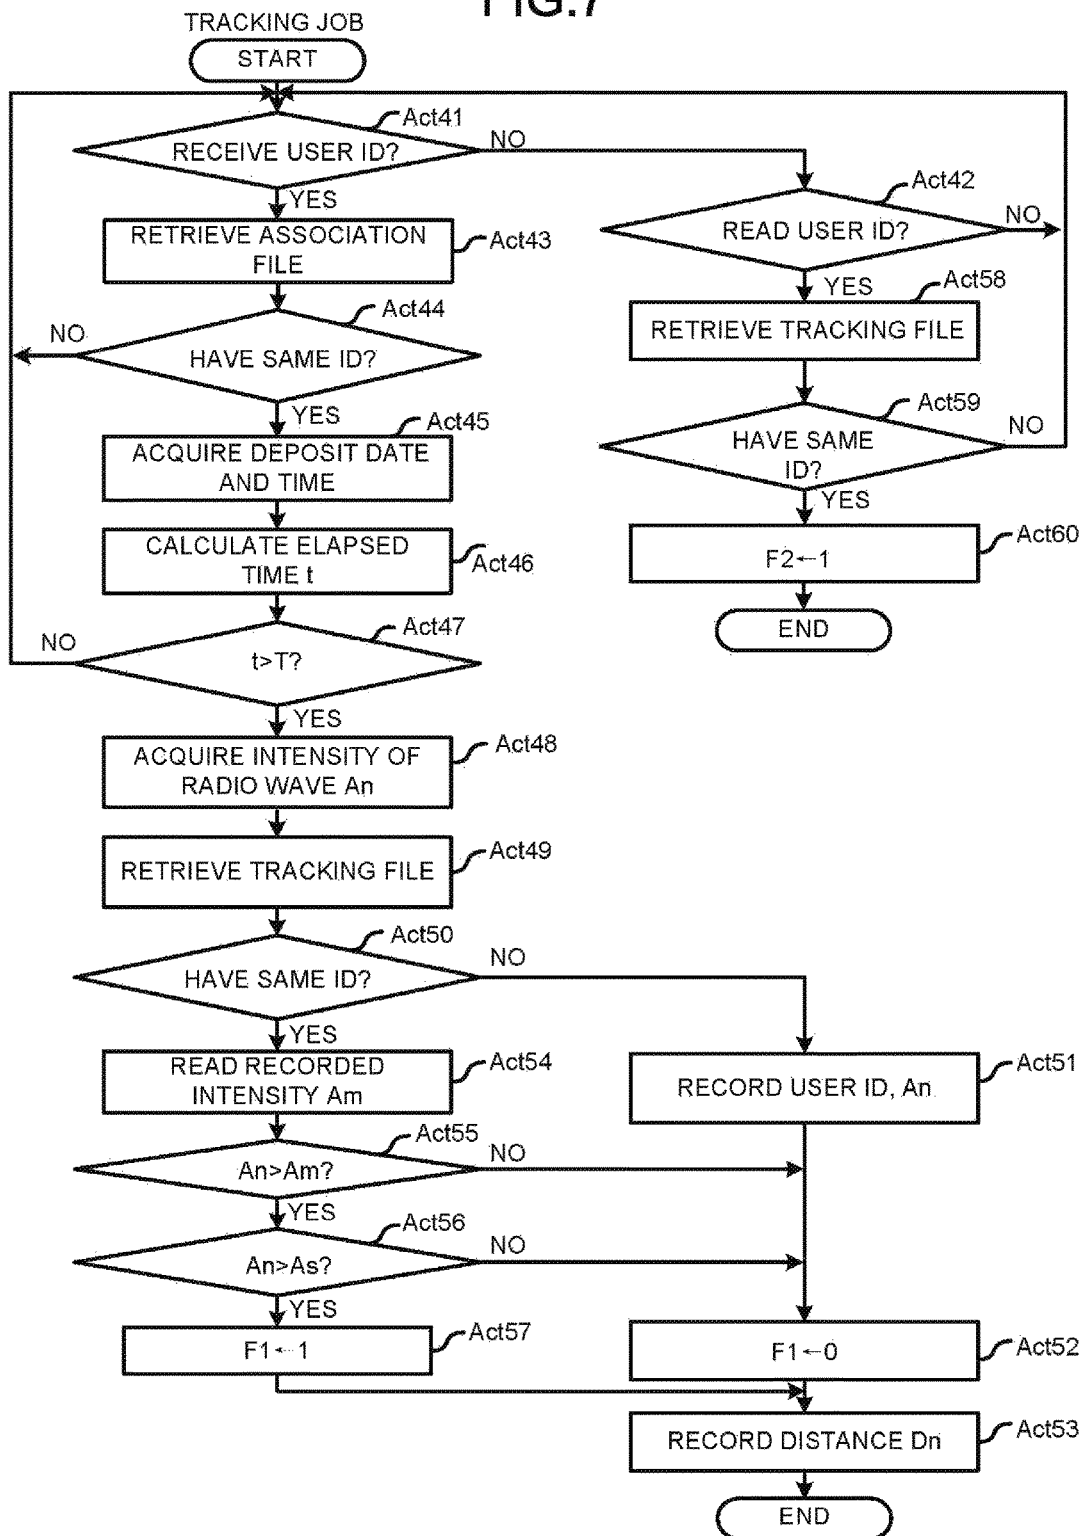 FIG.7
TRACKING JOB
START
Act41
RECEIVE USER ID?
NO
YES
Act42
READ USER ID?
NO
YES
RETRIEVE ASSOCIATION
FILE
Act43
Act58
RETRIEVE TRACKING FILE
Act44
HAVE SAME ID?
NO
YES
Act59
HAVE SAME
ID?
NO
YES
Act45
ACQUIRE DEPOSIT DATE
AND TIME
Act60
F2←1
END
CALCULATE ELAPSED
TIME t
Act46
Act47
t>T?
NO
YES
ACQUIRE INTENSITY OF
RADIO WAVE An
Act48
RETRIEVE TRACKING FILE
Act49
Act50
HAVE SAME ID?
NO
YES
READ RECORDED
INTENSITY Am
Act54
RECORD USER ID, An
Act51
Act55
An>Am?
NO
YES
Act56
An>As?
NO
YES
F1←1
Act57
F1←0
Act52
RECORD DISTANCE Dn
Act53
END